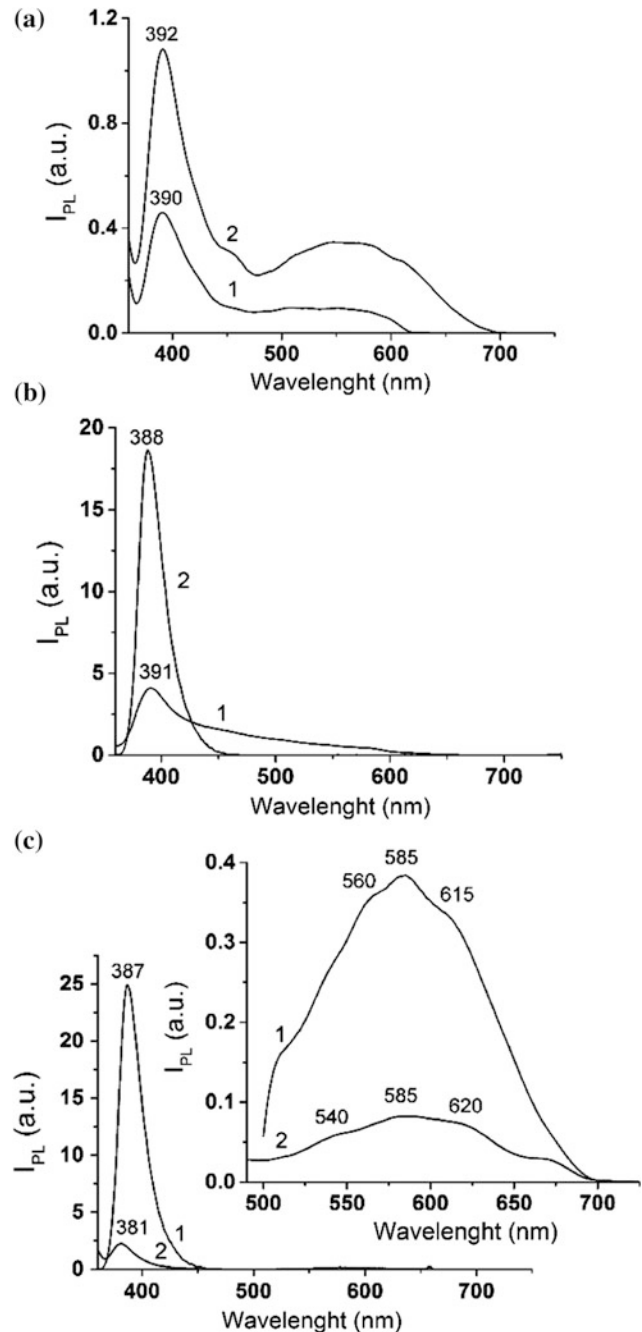 (a)
1.2
392
0.8
I_PL (a.u.)
390
0.4
2
1
0.0
400 500 600 700
Wavelenght (nm)
(b)
20
388
15
I_PL (a.u.)
2
10
5
391
1
0
400 500 600 700
Wavelenght (nm)
(c)
0.4
585
560
615
0.3
387
25
I_PL (a.u.)
0.2
20
1
I_PL (a.u.)
15
0.1
540 585 620
10
2
0.0
500 550 600 650 700
5
381
1
Wavelenght (nm)
2
0
400 500 600 700
Wavelenght (nm)